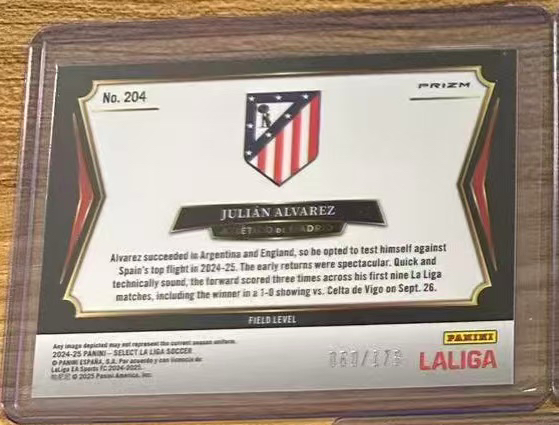 No. 204
PRIZM
JULIÁN ALVAREZ
ATLÉTICO DE MADRID
Alvarez succeeded in Argentina and England, so he opted to test himself against
Spain's top flight in 2024-25. The early returns were spectacular. Quick and
technically sound, the forward scored three times across his first nine La Liga
matches, including the winner in a 1-0 showing vs. Celta de Vigo on Sept. 26.
FIELD LEVEL
Any image depicted may not represent the current season uniform.
2024-25 PANINI – SELECT LA LIGA SOCCER
© PANINI ESPAÑA, S.A. Por acuerdo y con licencia de
LaLiga EA Sports FC 2024-2025.
© 2025 Panini America, Inc.
PANINI
LALIGA